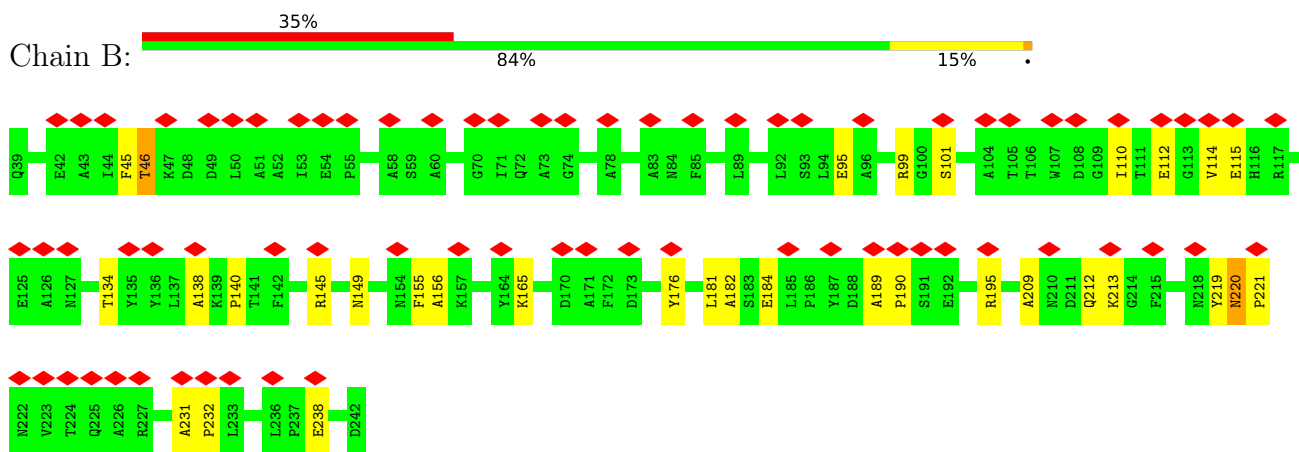 35%
Chain B:
84% 15% •
Q39 E42 A43 I44 F45 T46 K47 D48 D49 L50 A51 A52 I53 E54 P55 A58 S59 A60 G70 I71 Q72 A73 G74 A78 A83 N84 F85 L89 L92 S93 L94 E95 A96 R99 G100 S101 A104 T105 T106 W107 D108 G109 I110 T111 E112 G113 V114 E115 H116 R117
E125 A126 N127 T134 Y135 Y136 L137 A138 K139 P140 T141 F142 R145 N149 N154 F155 A156 K157 Y164 K165 D170 A171 F172 D173 Y176 L181 A182 S183 E184 L185 P186 Y187 D188 A189 P190 S191 E192 R195 A209 N210 D211 Q212 K213 G214 F215 N218 Y219 N220 P221
N222 V223 T224 Q225 A226 R227 A231 P232 L233 L236 P237 E238 D242